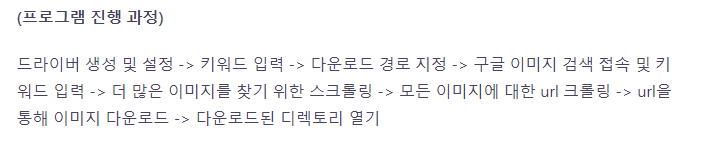 (프로그램 진행 과정)
드라이버 생성 및 설정 -> 키워드 입력 -> 다운로드 경로 지정 -> 구글 이미지 검색 접속 및 키
워드 입력 -> 더 많은 이미지를 찾기 위한 스크롤링 -> 모든 이미지에 대한 url 크롤링 -> url을
통해 이미지 다운로드 -> 다운로드된 디렉토리 열기